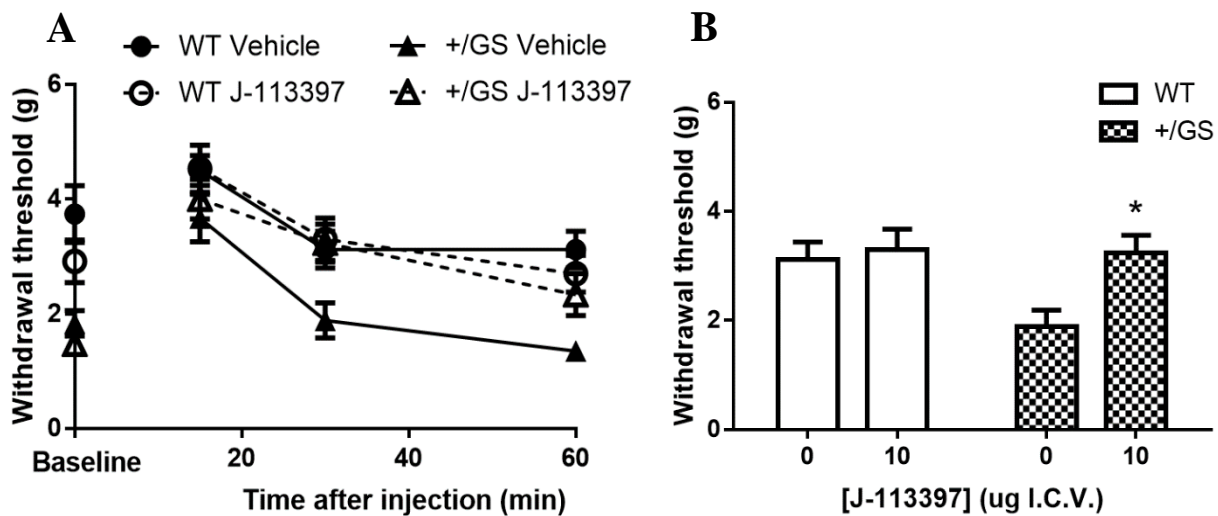 A
WT Vehicle
+/GS Vehicle
WT J-113397
+/GS J-113397
Withdrawal threshold (g)
6
4
2
0
Baseline
20
40
60
Time after injection (min)
B
WT
+/GS
Withdrawal threshold (g)
6
4
2
0
*
0
10
0
10
[J-113397] (ug I.C.V.)